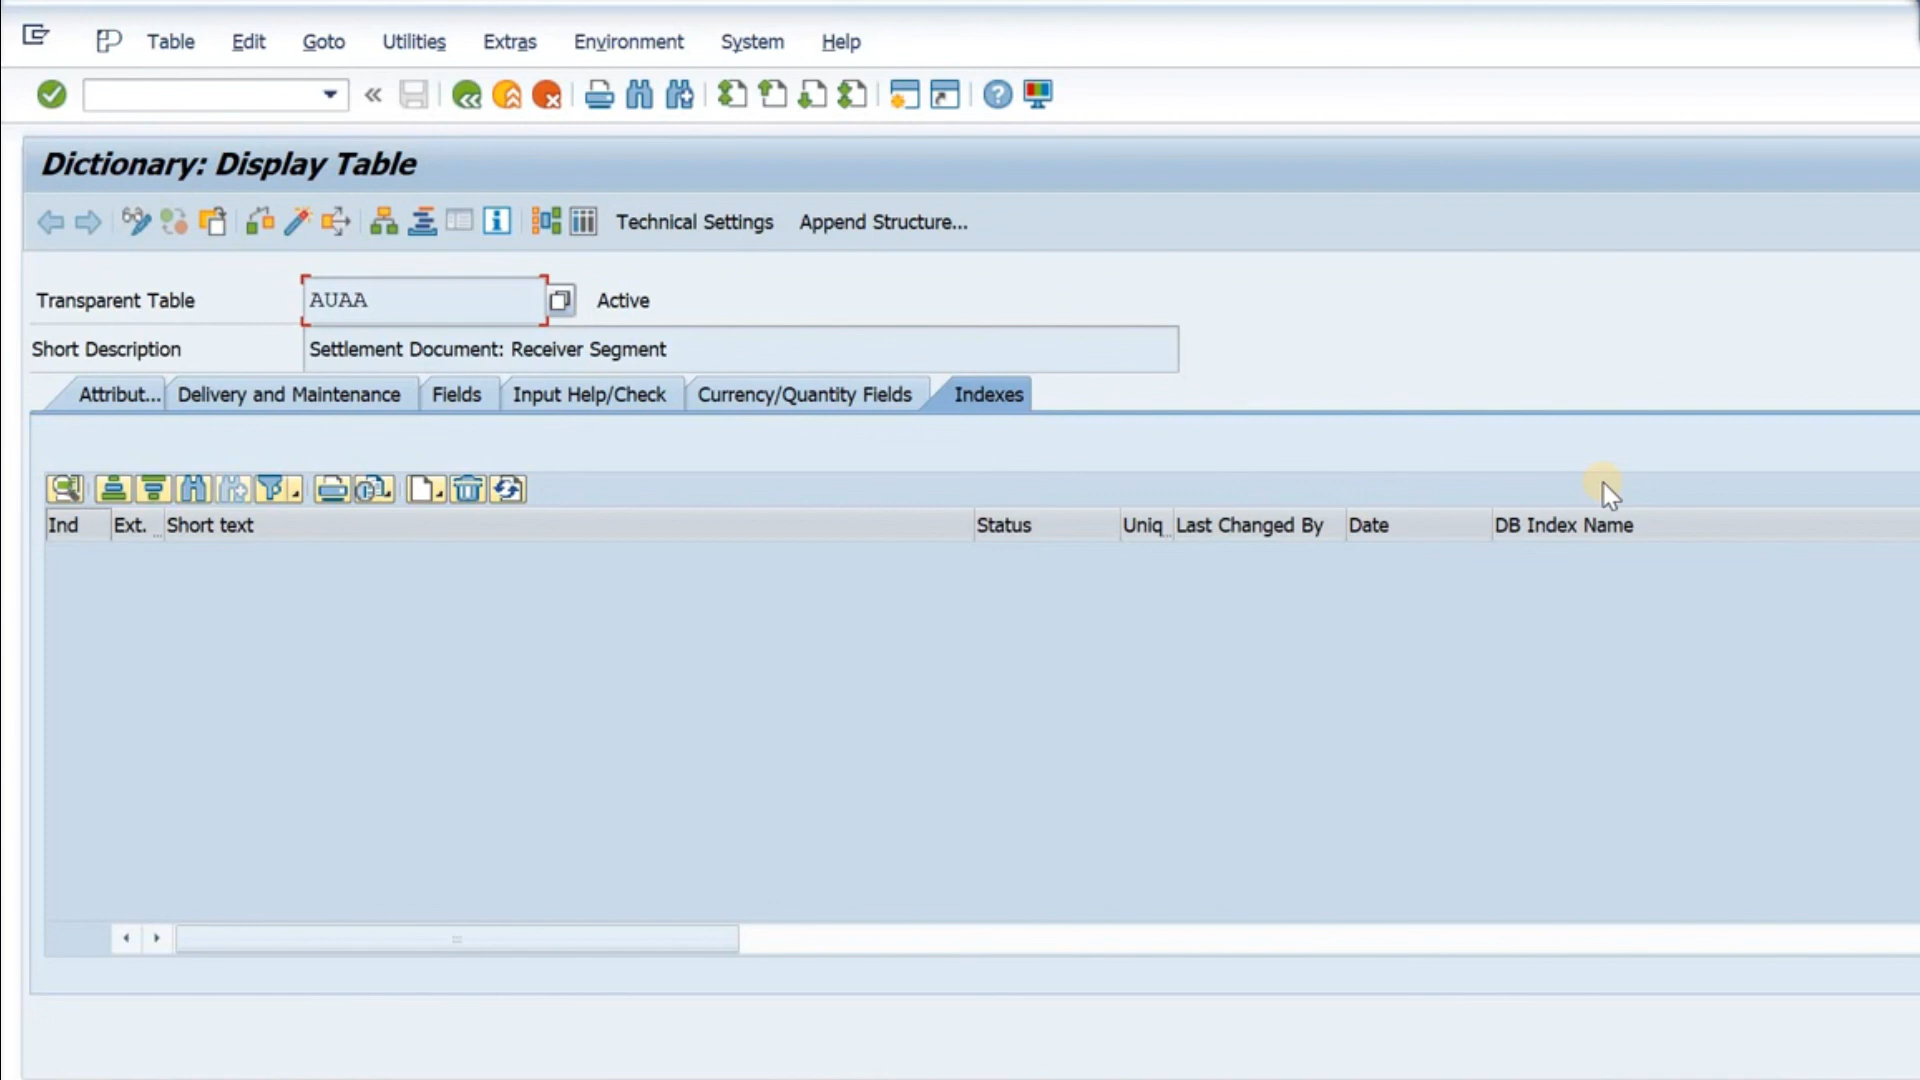 Table Edit Goto Utilities Extras Environment System Help
Dictionary: Display Table
Technical Settings Append Structure...
Transparent Table AUAA Active
Short Description Settlement Document: Receiver Segment
Attribut... Delivery and Maintenance Fields Input Help/Check Currency/Quantity Fields Indexes
Ind Ext. ... Short text Status Uniq... Last Changed By Date DB Index Name